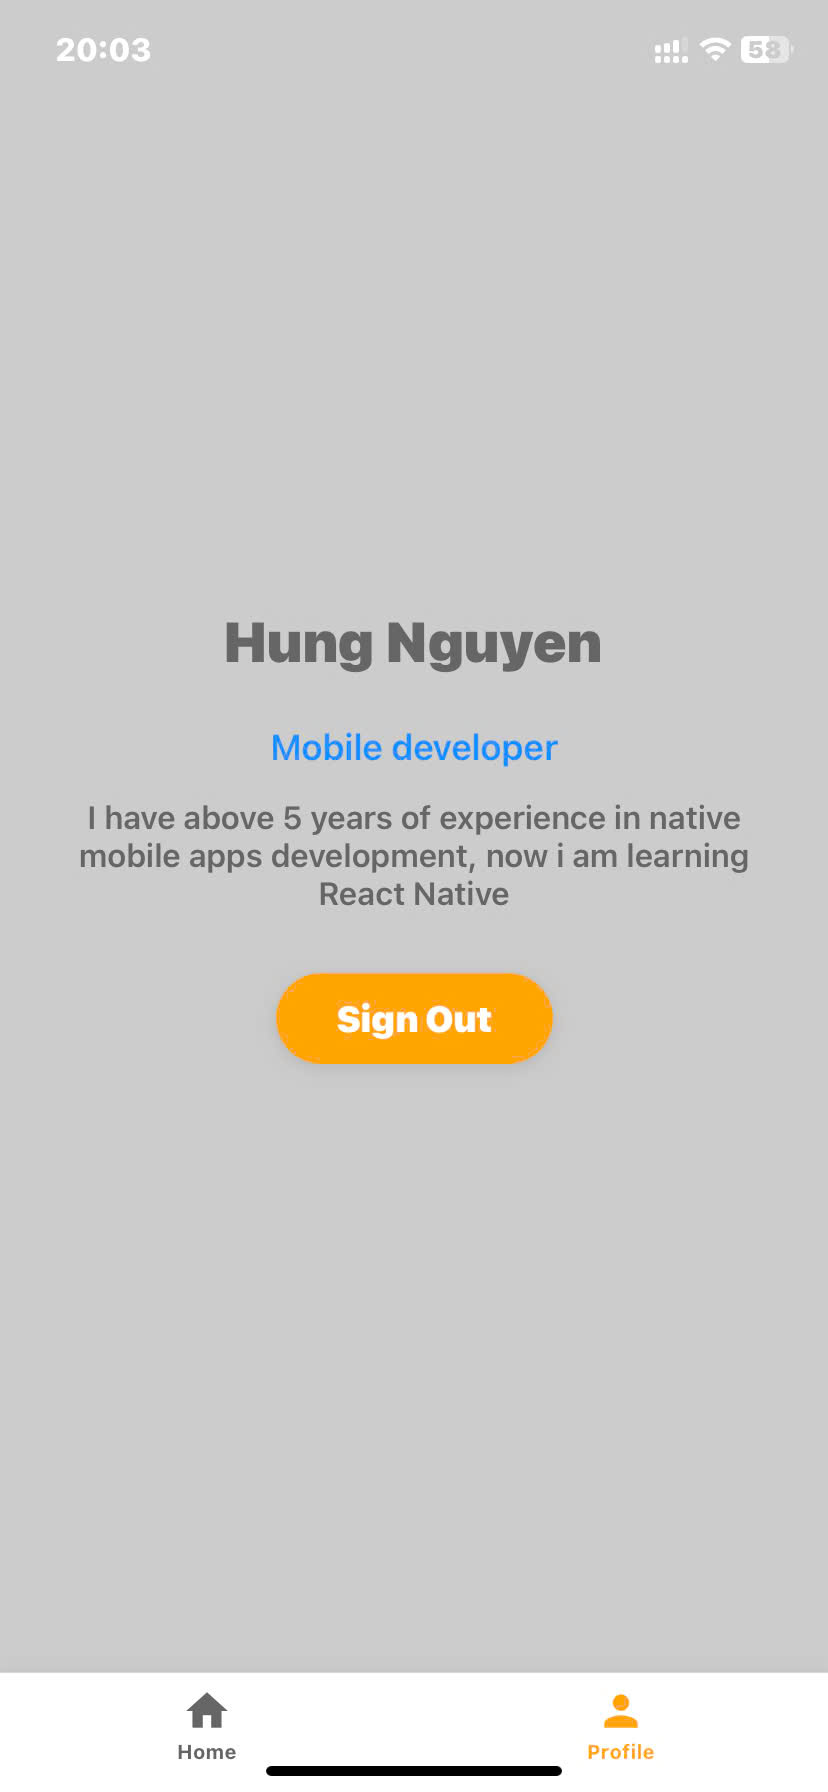 20:03
58
Hung Nguyen
Mobile developer
I have above 5 years of experience in native
mobile apps development, now i am learning
React Native
Sign Out
Home
Profile